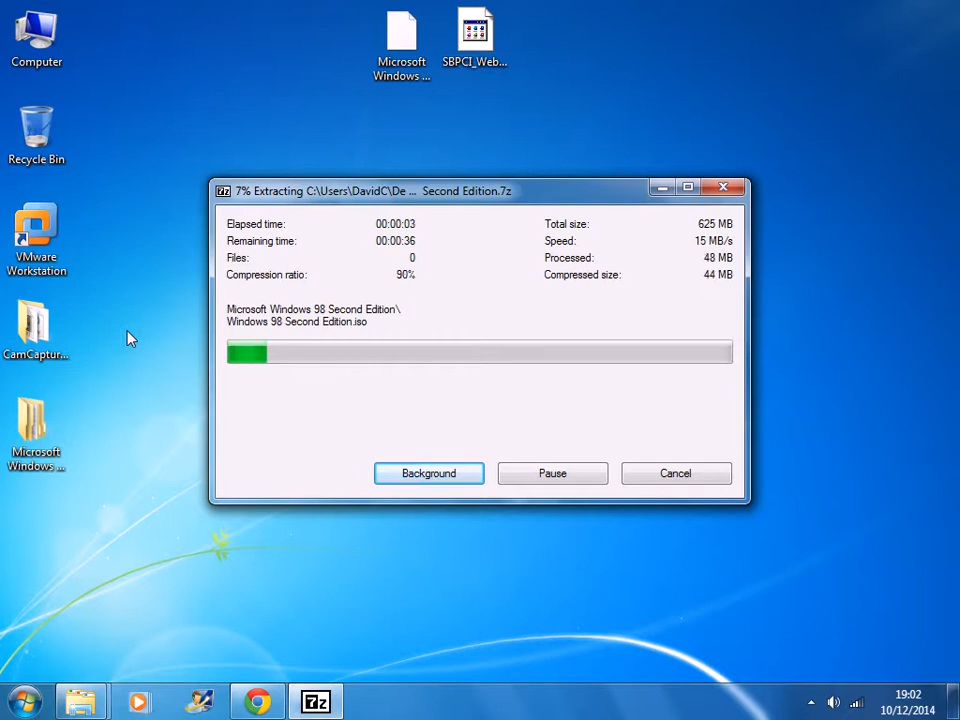 Computer
Recycle Bin
VMware
Workstation
CamCaptur...
Microsoft
Windows ...
Microsoft
Windows ...
SBPCI_Web...
7z 7% Extracting C:\Users\DavidC\De ... Second Edition.7z
Elapsed time: 00:00:03 Total size: 625 MB
Remaining time: 00:00:36 Speed: 15 MB/s
Files: 0 Processed: 48 MB
Compression ratio: 90% Compressed size: 44 MB
Microsoft Windows 98 Second Edition\
Windows 98 Second Edition.iso
Background Pause Cancel
7z
19:02
10/12/2014